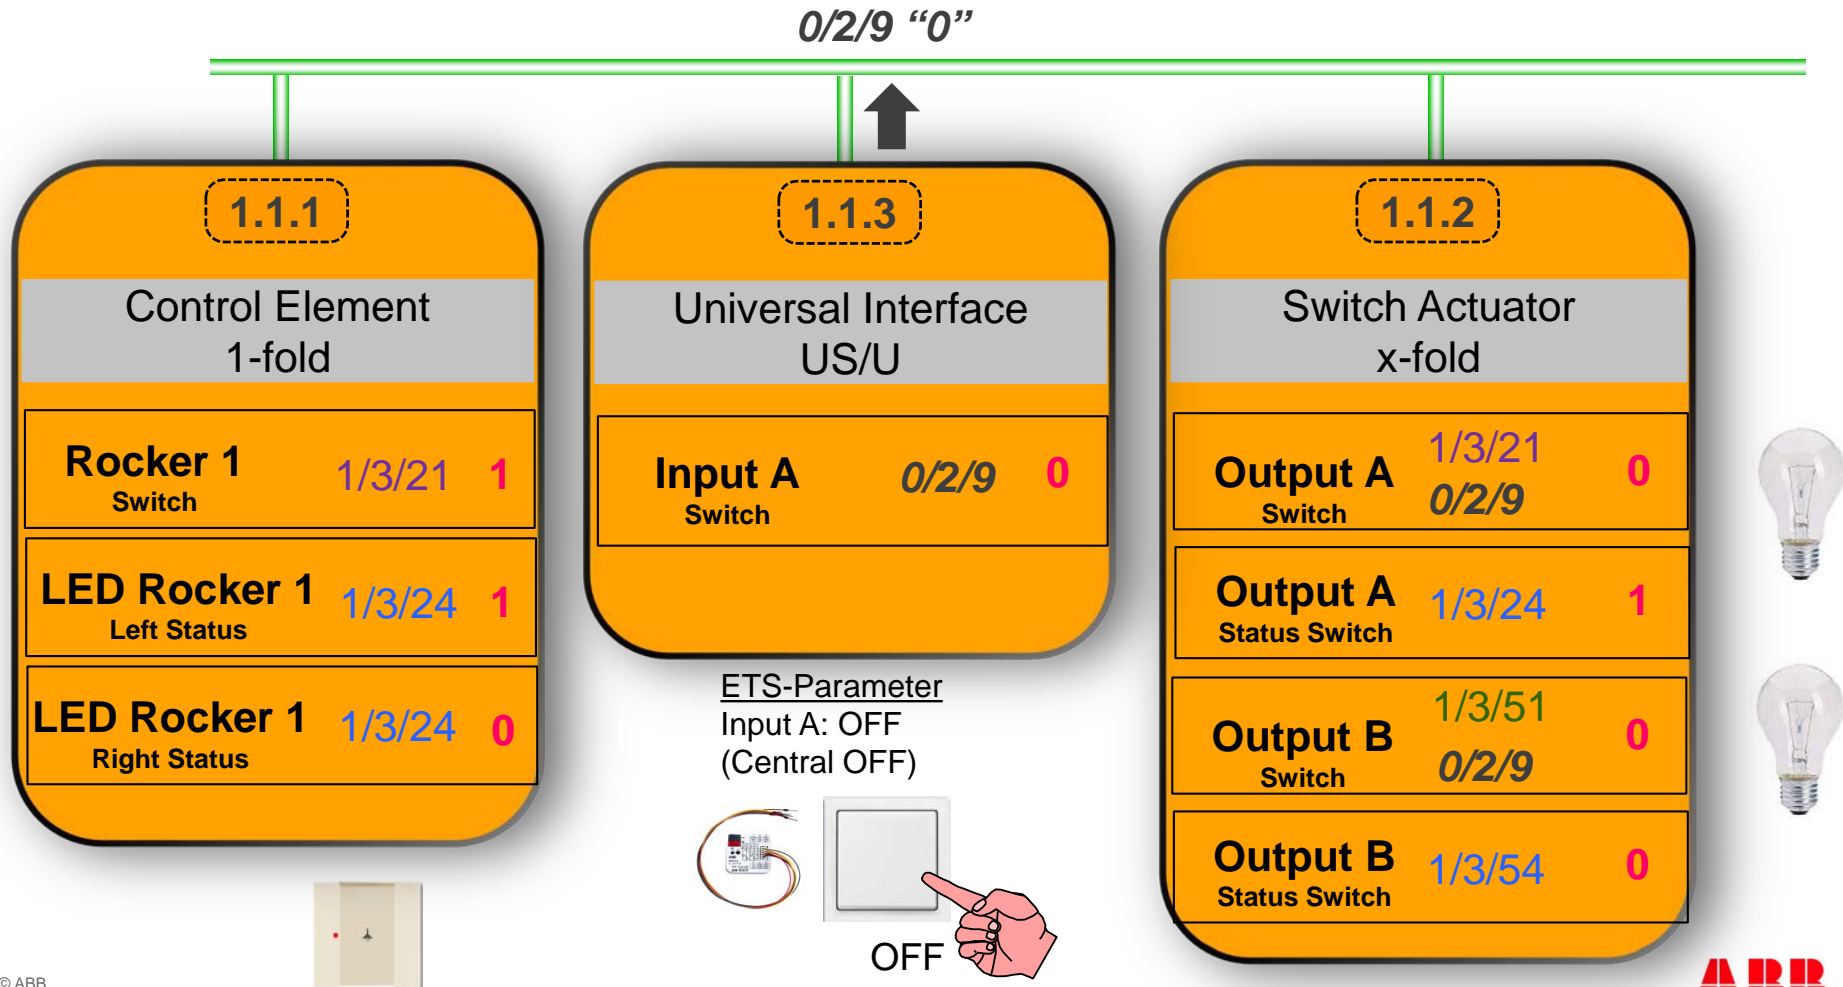 0/2/9 “0”
1.1.1
Control Element
1-fold
Rocker 1 1/3/21 1
Switch
LED Rocker 1 1/3/24 1
Left Status
LED Rocker 1 1/3/24 0
Right Status
1.1.3
Universal Interface
US/U
Input A 0/2/9 0
Switch
ETS-Parameter
Input A: OFF
(Central OFF)
OFF
1.1.2
Switch Actuator
x-fold
1/3/21
Output A 0
Switch 0/2/9
Output A 1/3/24 1
Status Switch
1/3/51
Output B 0
Switch 0/2/9
Output B 1/3/54 0
Status Switch
© ABB
ABB